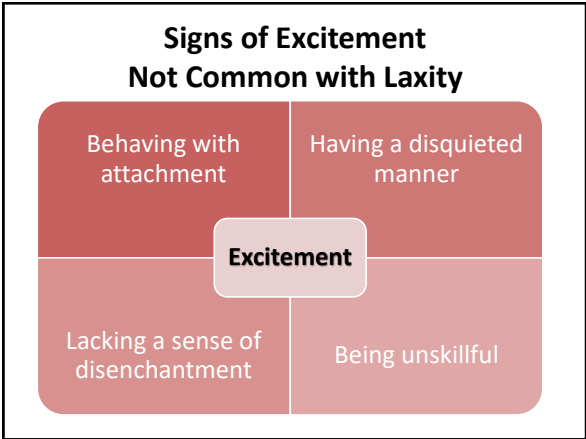 Signs of Excitement
Not Common with Laxity
Behaving with
attachment
Having a disquieted
manner
Excitement
Lacking a sense of
disenchantment
Being unskillful